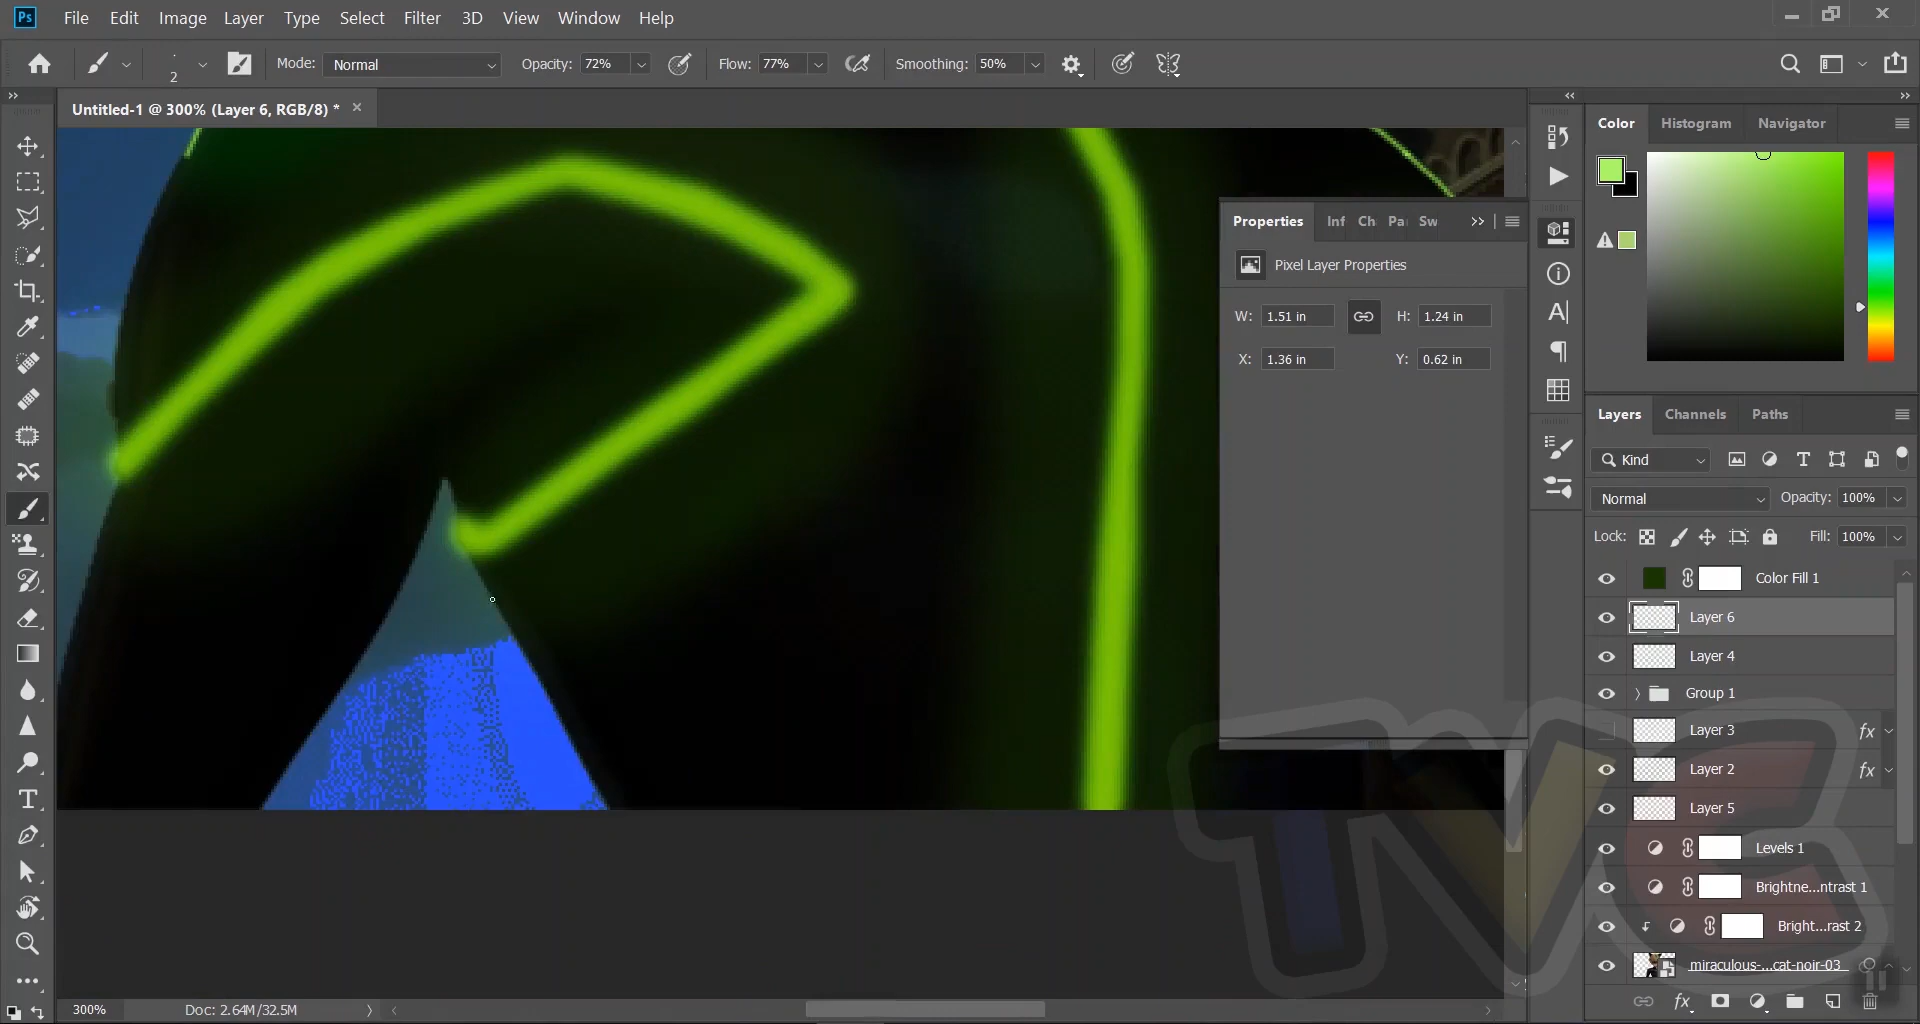 Ps File Edit Image Layer Type Select Filter 3D View Window Help
2 Mode: Normal Opacity: 72% Flow: 77% Smoothing: 50%
Untitled-1 @ 300% (Layer 6, RGB/8) *
Color Histogram Navigator
Properties Inf Ch Pa Sw
Pixel Layer Properties
W: 1.51 in H: 1.24 in
X: 1.36 in Y: 0.62 in
Layers Channels Paths
Kind
Normal Opacity: 100%
Lock: Fill: 100%
Color Fill 1
Layer 6
Layer 4
Group 1
Layer 3 fx
Layer 2 fx
Layer 5
Levels 1
Brightne...ntrast 1
Bright...rast 2
miraculous-...cat-noir-03
fx
300% Doc: 2.64M/32.5M